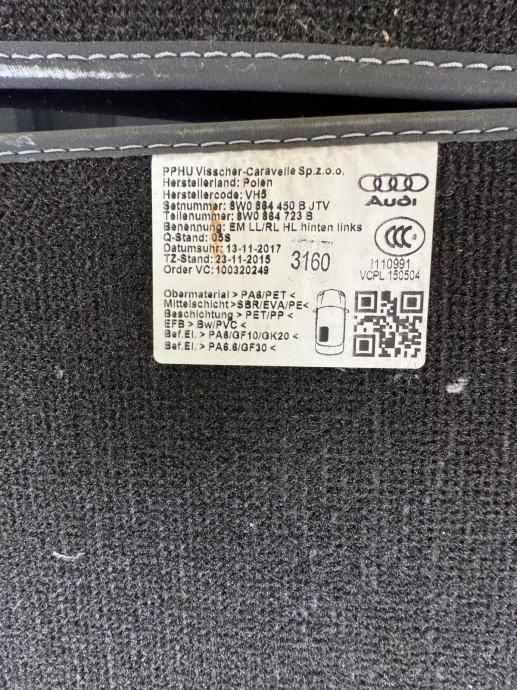 PPHU Visscher-Caravelle Sp.z.o.o.
Herstellerland: Polen
Herstellercode: VH5
Setnummer: 8W0 864 450 B JTV
Teilenummer: 8W0 864 723 B
Benennung: EM LL/RL HL hinten links
Q-Stand: 05S
Datumsuhr: 13-11-2017
TZ-Stand: 23-11-2015
Order VC: 100320249
3160
Audi
CCC
I110991
VCPL 150504
Obermaterial > PA6/PET <
Mittelschicht > SBR/EVA/PE <
Beschichtung > PET/PP <
EFB > Bw/PVC <
Bef.El. > PA6/GF10/GK20 <
Bef.El. > PA6.6/GF30 <